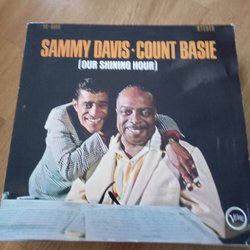 STEREO
SAMMY DAVIS • COUNT BASIE
(OUR SHINING HOUR)
Verve